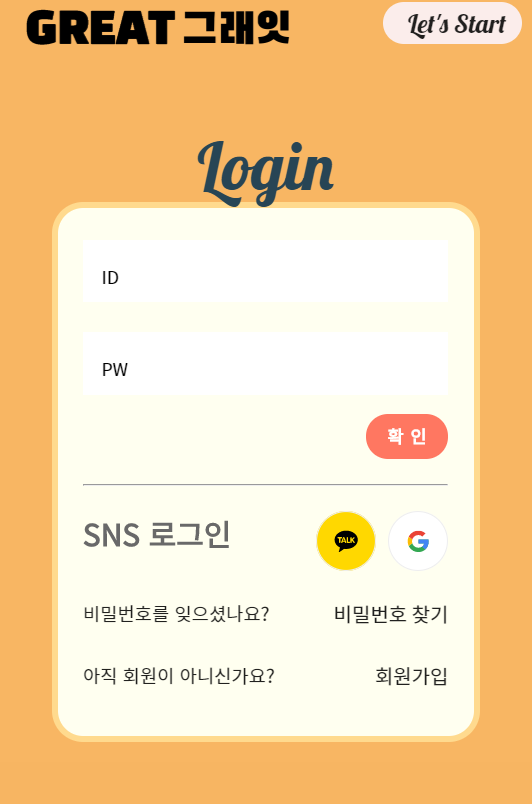 GREAT 그래잇
Let's Start
Login
ID
PW
확 인
SNS 로그인
TALK
비밀번호를 잊으셨나요?
비밀번호 찾기
아직 회원이 아니신가요?
회원가입